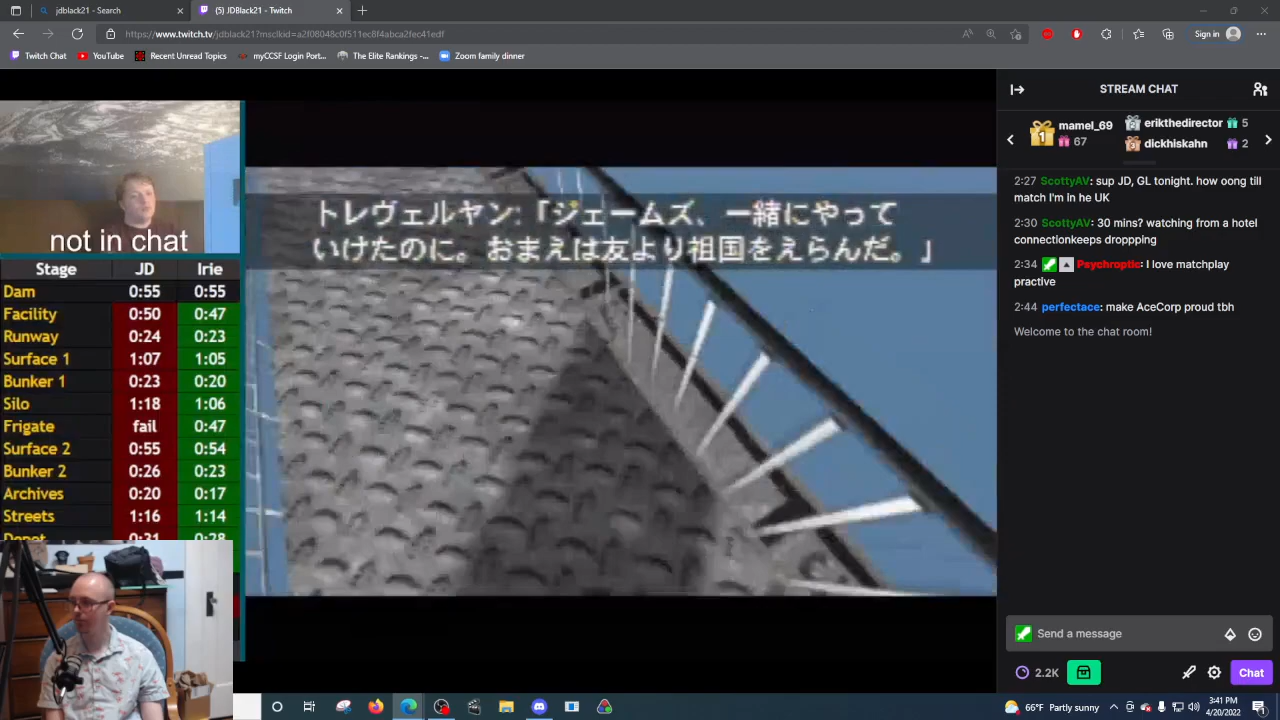 jdblack21 - Search
(5) JDBlack21 - Twitch
https://www.twitch.tv/jdblack21?msclkid=a2f08048c0f511ec8f4abca2fec41edf
Sign in
Twitch Chat
YouTube
Recent Unread Topics
myCCSF Login Port...
The Elite Rankings -...
Zoom family dinner
not in chat
Stage JD Irie
Dam 0:55 0:55
Facility 0:50 0:47
Runway 0:24 0:23
Surface 1 1:07 1:05
Bunker 1 0:23 0:20
Silo 1:18 1:06
Frigate fail 0:47
Surface 2 0:55 0:54
Bunker 2 0:26 0:23
Archives 0:20 0:17
Streets 1:16 1:14
Depot 0:31 0:28
トレヴェルヤン:「ジェームズ、一緒にやって
いけたのに。おまえは友より祖国をえらんだ。」
STREAM CHAT
1 mamel_69
67
2 erikthedirector 5
3 dickhiskahn 2
2:27 ScottyAV: sup JD, GL tonight. how oong till
match I'm in he UK
2:30 ScottyAV: 30 mins? watching from a hotel
connectionkeeps droppping
2:34 Psychroptic: I love matchplay
practive
2:44 perfectace: make AceCorp proud tbh
Welcome to the chat room!
Send a message
2.2K
Chat
66°F Partly sunny
3:41 PM
4/20/2022